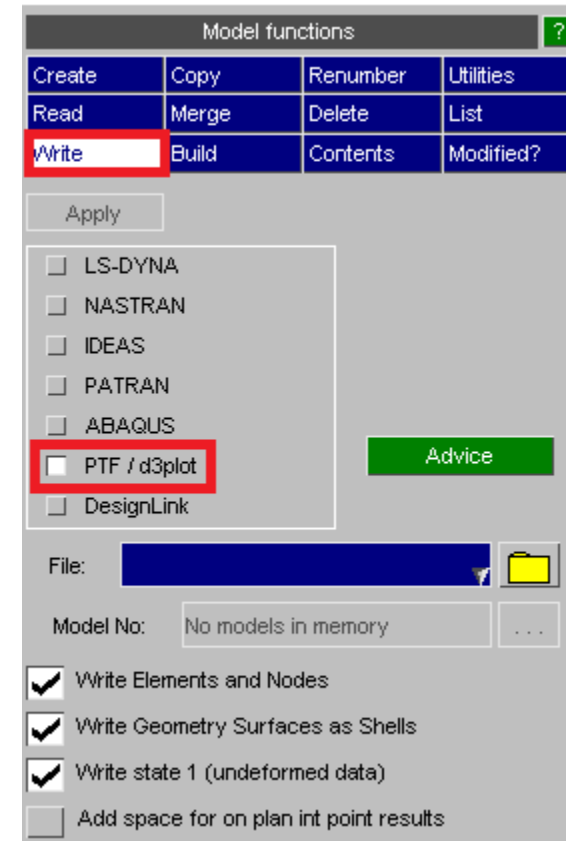 Model functions ?
Create Copy Renumber Utilities
Read Merge Delete List
Write Build Contents Modified?
Apply
LS-DYNA
NASTRAN
IDEAS
PATRAN
ABAQUS
PTF / d3plot
Advice
DesignLink
File:
Model No: No models in memory ...
Write Elements and Nodes
Write Geometry Surfaces as Shells
Write state 1 (undeformed data)
Add space for on plan int point results